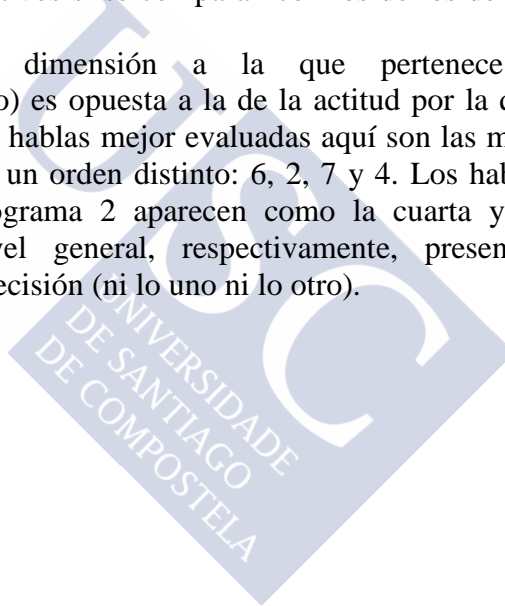 dimensión a la que pertenece
o) es opuesta a la de la actitud por la d
hablas mejor evaluadas aquí son las m
un orden distinto: 6, 2, 7 y 4. Los hab
ograma 2 aparecen como la cuarta y
vel general, respectivamente, presen
ecisión (ni lo uno ni lo otro).
USC
UNIVERSIDADE
DE SANTIAGO
DE COMPOSTELA